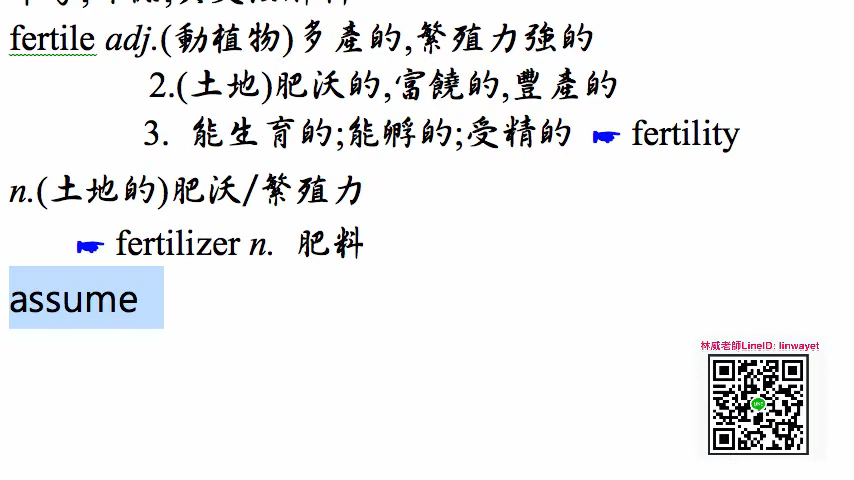 fertile adj.(動植物)多產的,繁殖力強的
2.(土地)肥沃的,富饒的,豐產的
3. 能生育的;能孵的;受精的 ☛ fertility
n.(土地的)肥沃/繁殖力
☛ fertilizer n. 肥料
assume
林威老師LineID: linwayet